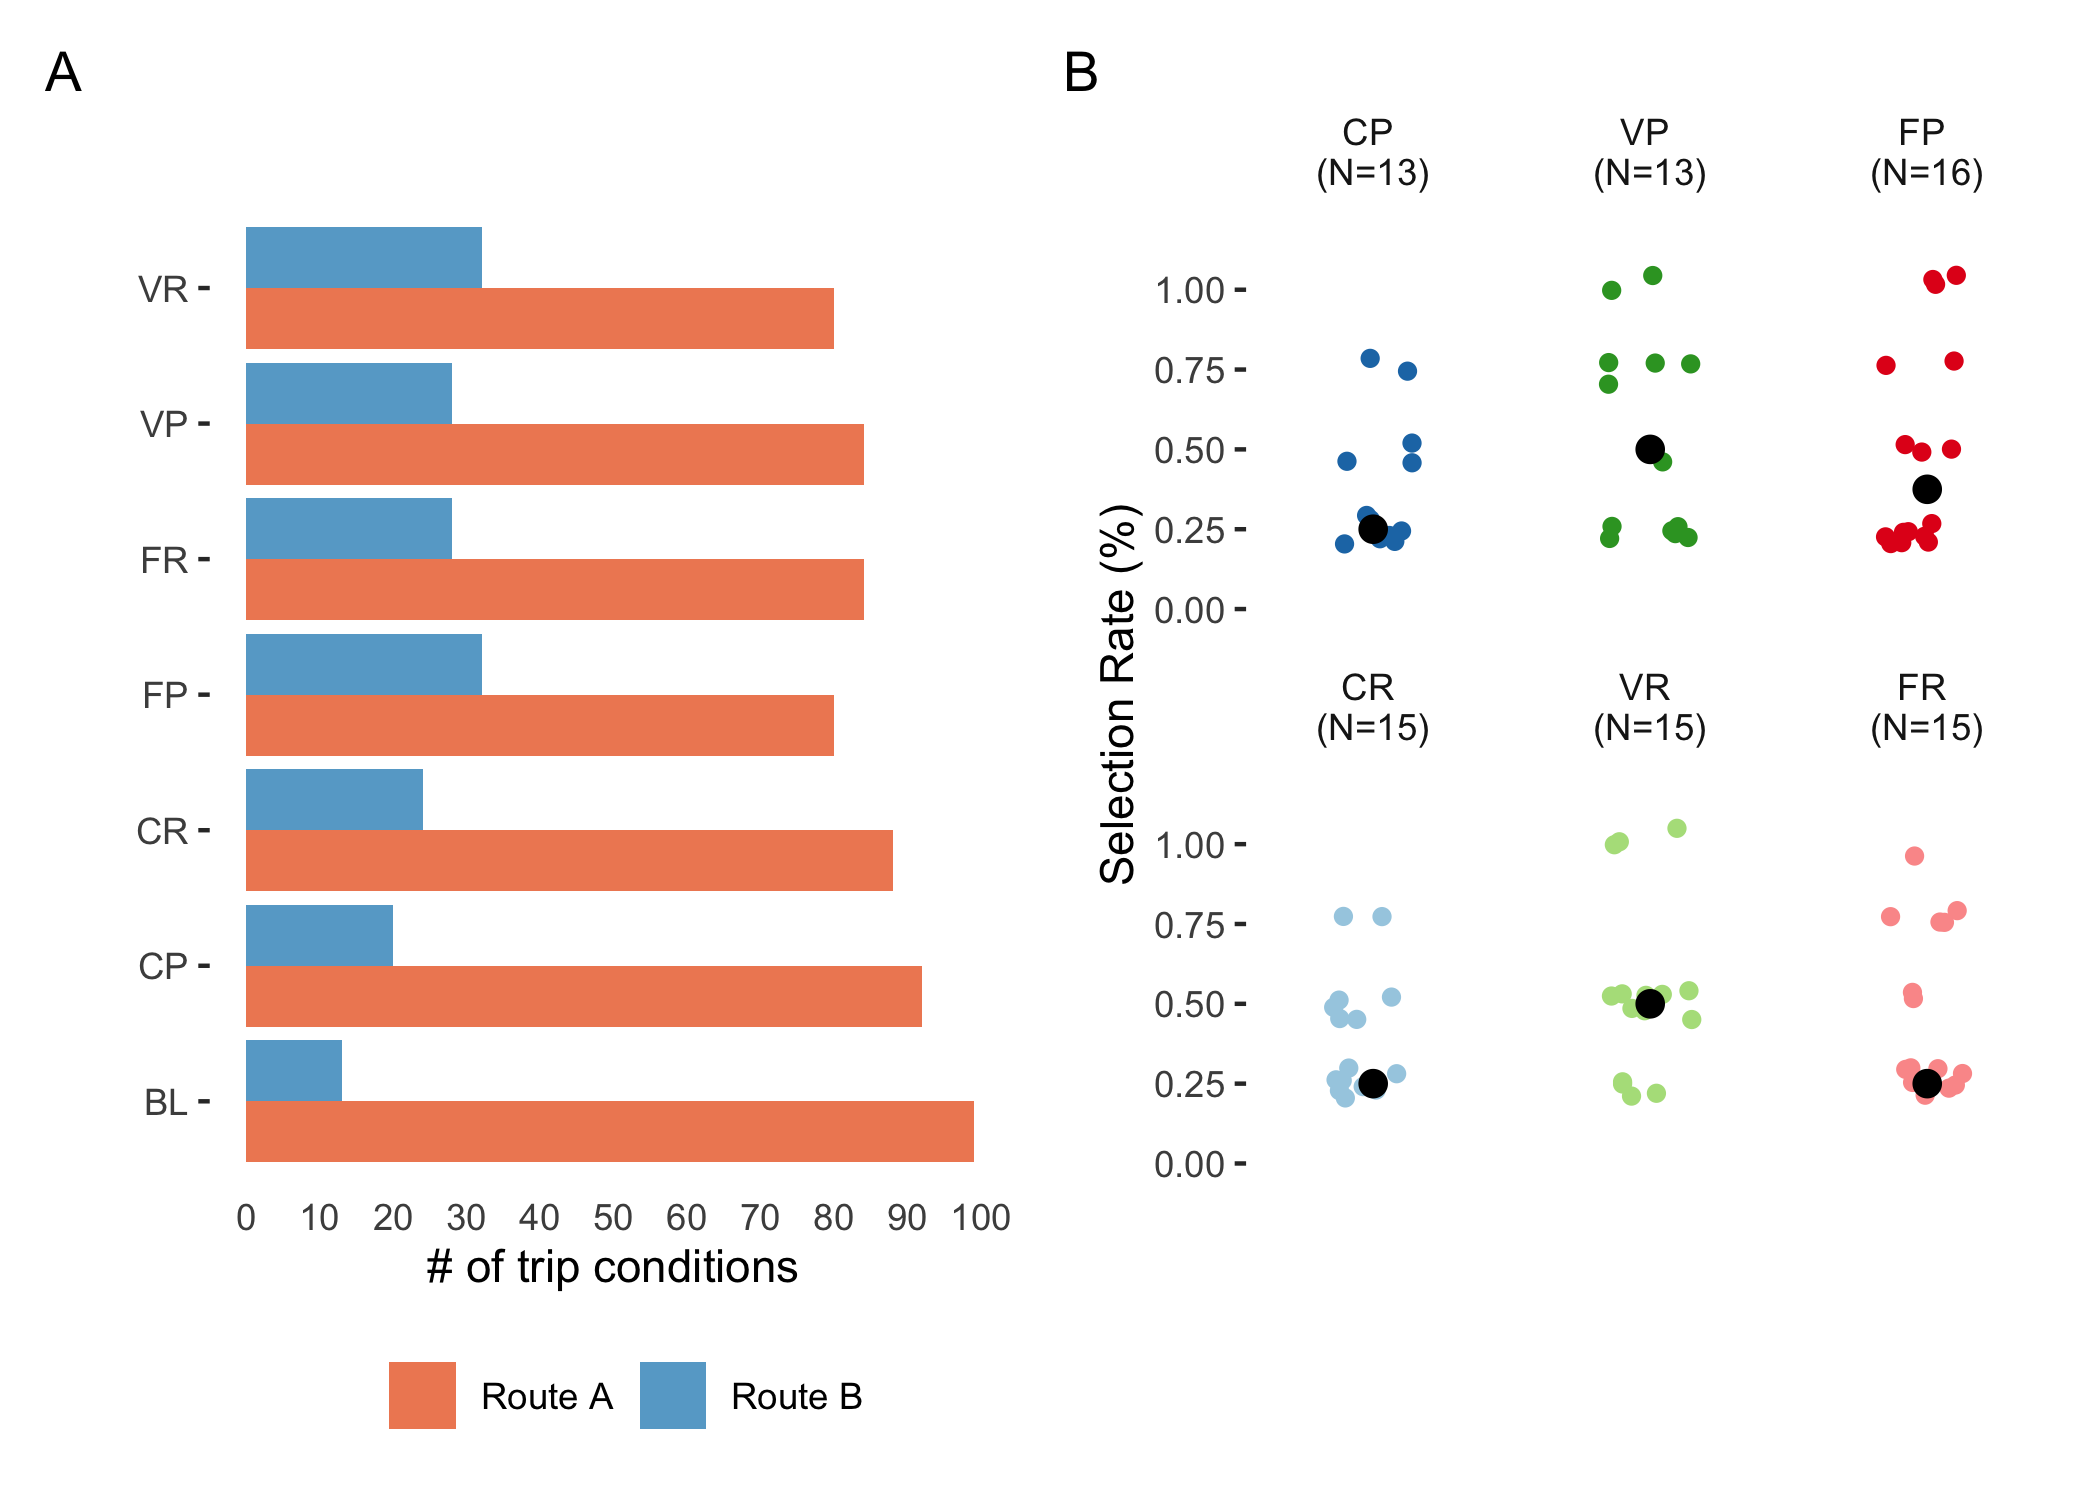 A
VR
VP
FR
FP
CR
CP
BL
0 10 20 30 40 50 60 70 80 90 100
# of trip conditions
Route A Route B
B
CP VP FP
(N=13) (N=13) (N=16)
Selection Rate (%)
1.00
0.75
0.50
0.25
0.00
CR VR FR
(N=15) (N=15) (N=15)
1.00
0.75
0.50
0.25
0.00